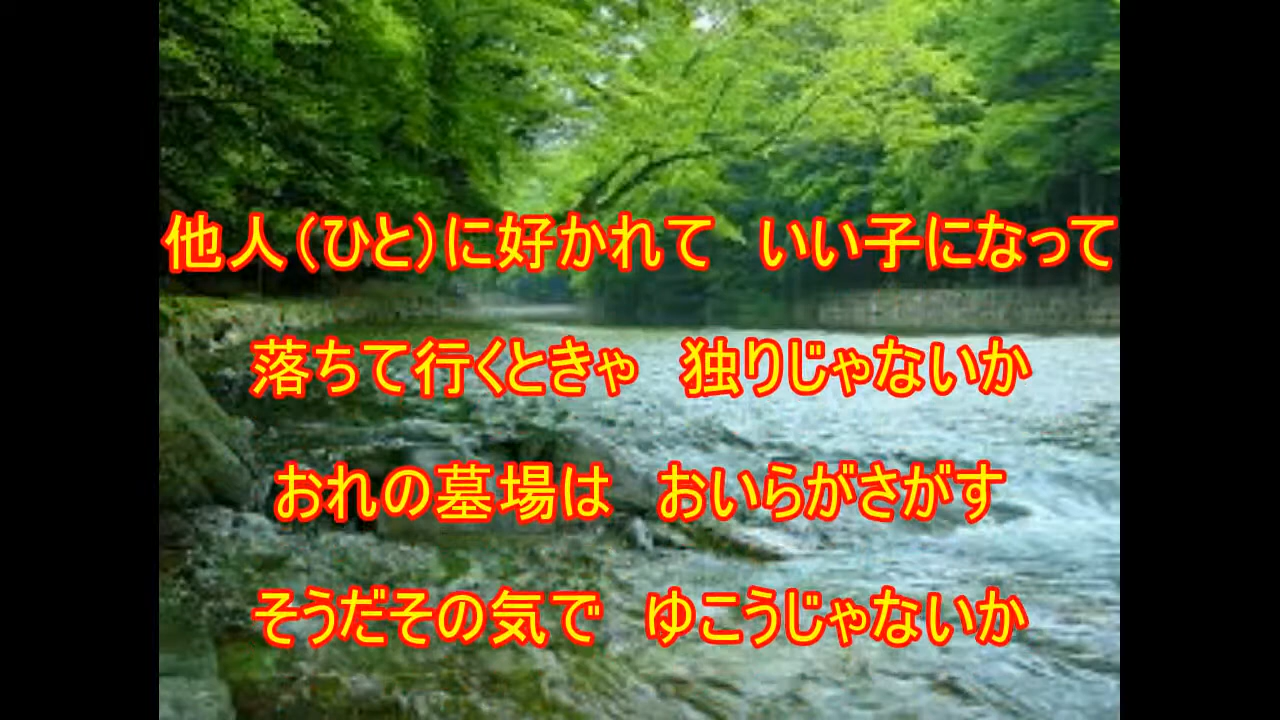 他人（ひと）に好かれて　いい子になって
落ちて行くときゃ　独りじゃないか
おれの墓場は　おいらがさがす
そうだその気で　ゆこうじゃないか